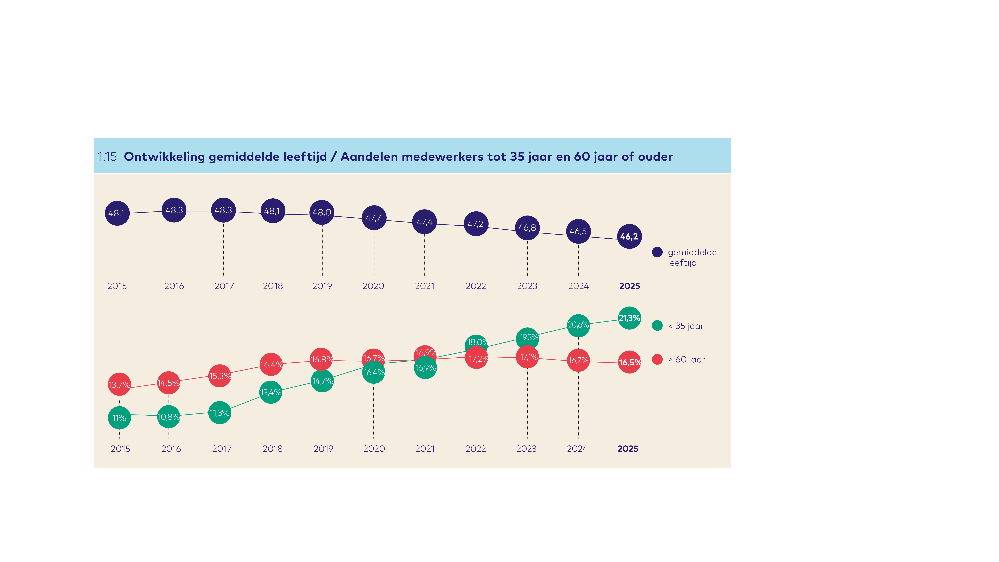 1.15 Ontwikkeling gemiddelde leeftijd / Aandelen medewerkers tot 35 jaar en 60 jaar of ouder
48,1 48,3 48,3 48,1 48,0 47,7 47,4 47,2 46,8 46,5 46,2
gemiddelde
leeftijd
2015 2016 2017 2018 2019 2020 2021 2022 2023 2024 2025
18,0% 19,3% 20,6% 21,3%
< 35 jaar
13,7% 14,5% 15,3% 16,4% 16,8% 16,7% 16,9% 17,2% 17,1% 16,7% 16,5%
≥ 60 jaar
11% 10,8% 11,3% 13,4% 14,7% 16,4% 16,9%
2015 2016 2017 2018 2019 2020 2021 2022 2023 2024 2025